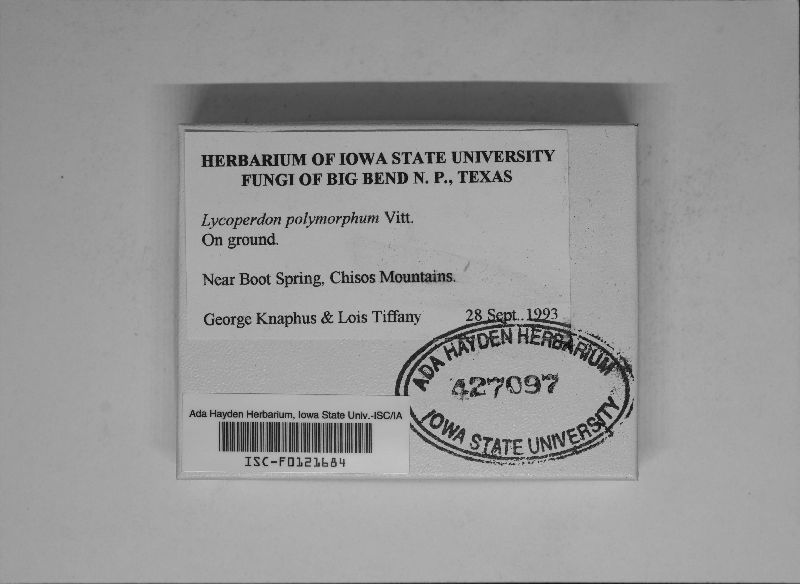 HERBARIUM OF IOWA STATE UNIVERSITY
FUNGI OF BIG BEND N. P., TEXAS
Lycoperdon polymorphum Vitt.
On ground.
Near Boot Spring, Chisos Mountains.
George Knaphus & Lois Tiffany 28 Sept. 1993
ADA HAYDEN HERBARIUM
427097
IOWA STATE UNIVERSITY
Ada Hayden Herbarium, Iowa State Univ.-ISC/IA
ISC-F0121684